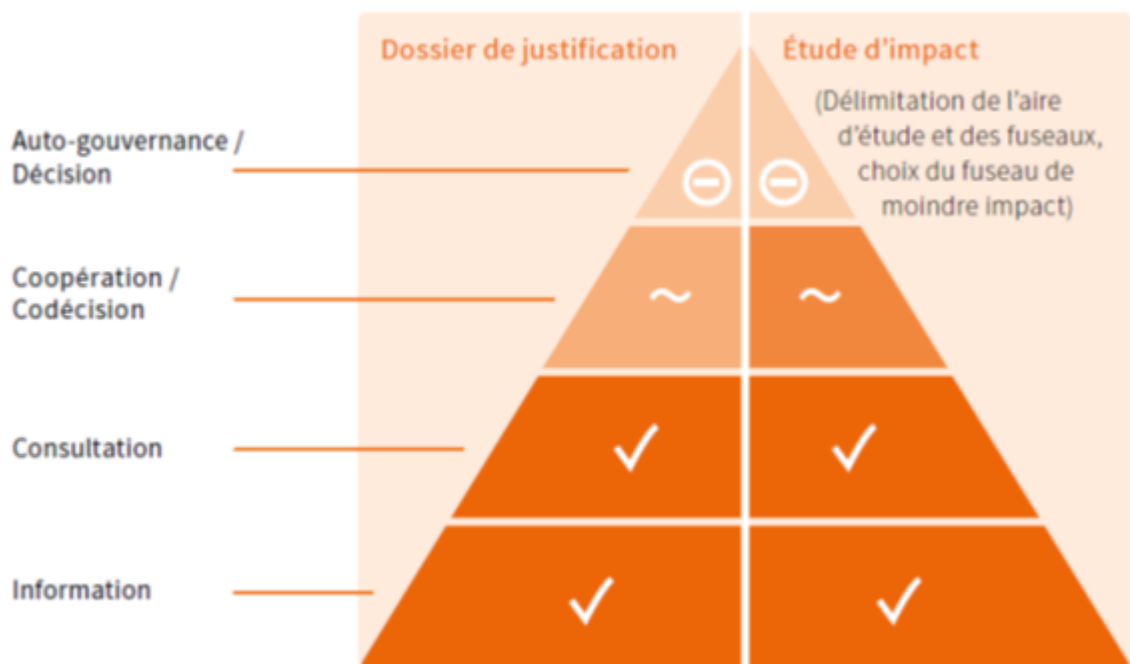 Dossier de justification
Étude d'impact
(Délimitation de l'aire
d'étude et des fuseaux,
choix du fuseau de
moindre impact)
Auto-gouvernance /
Décision
Coopération /
Codécision
Consultation
Information